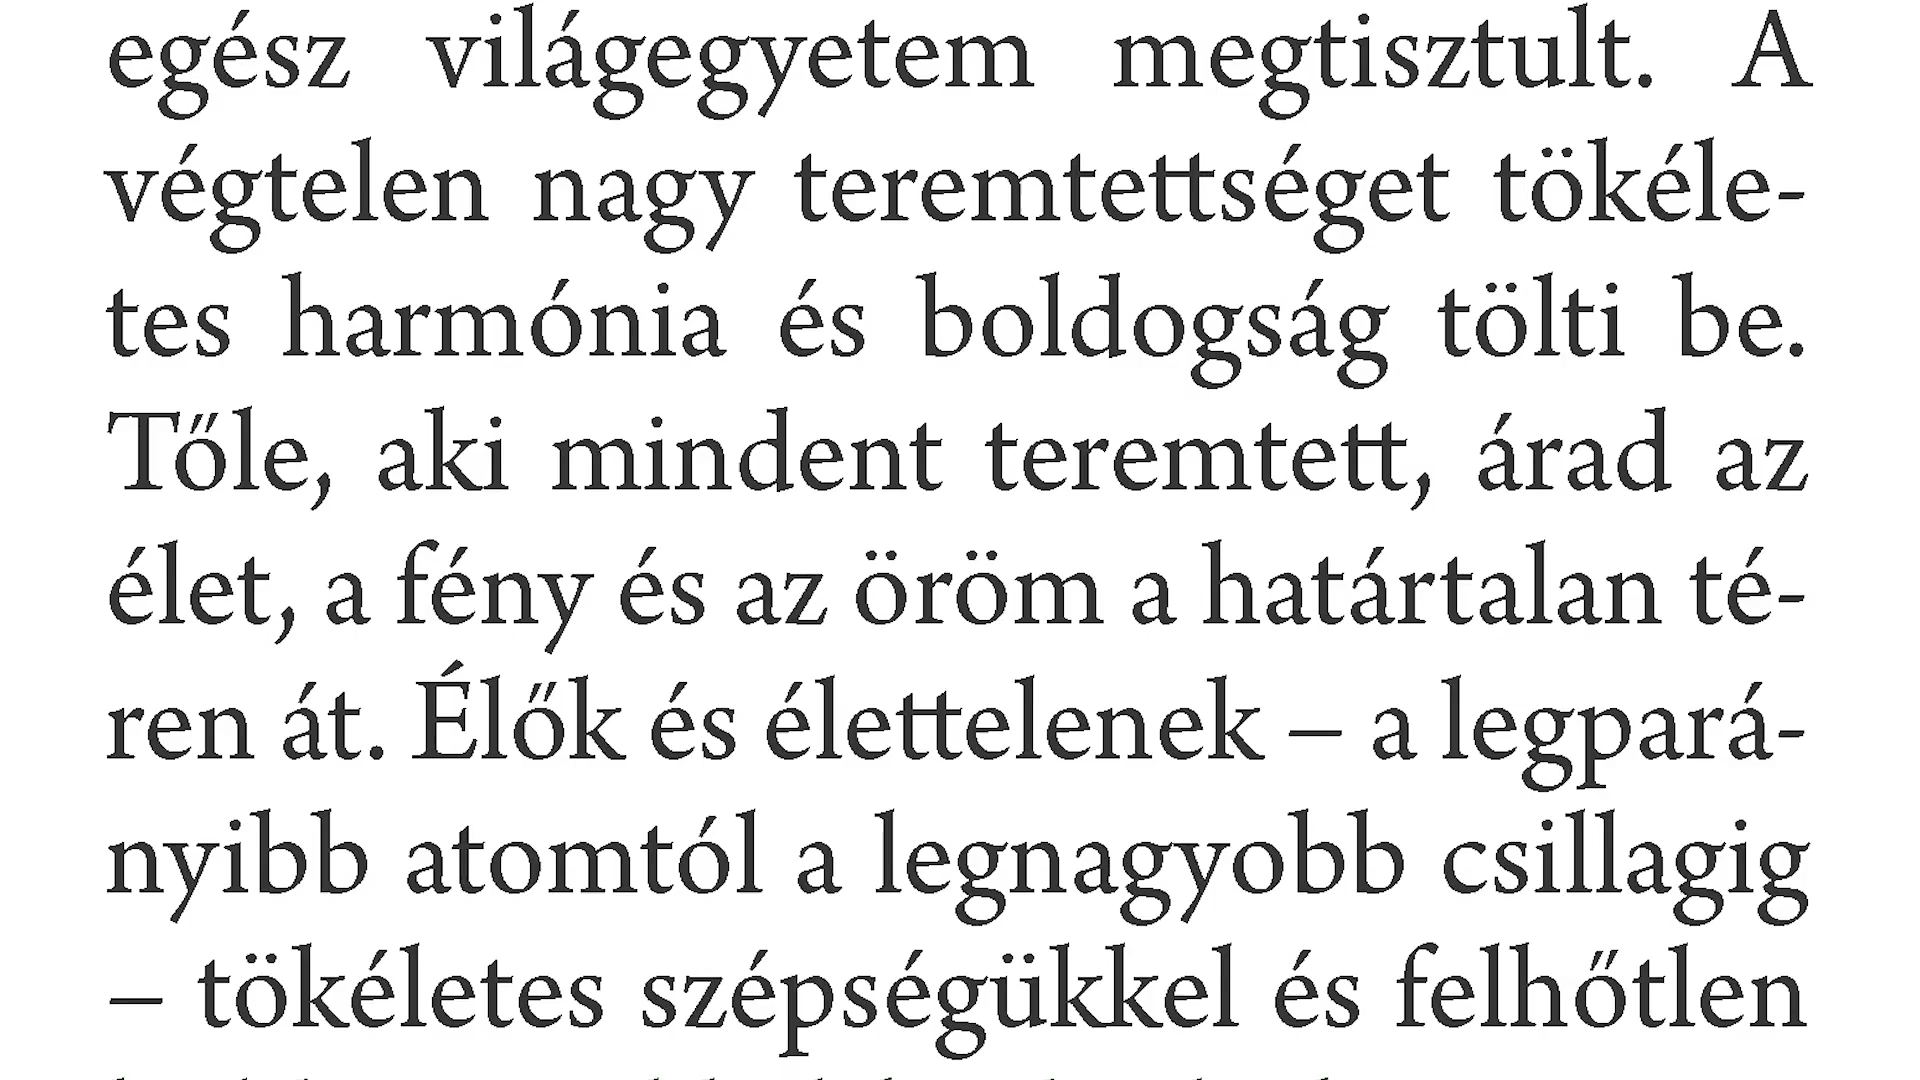 egész világegyetem megtisztult. A
végtelen nagy teremtettséget tökéle-
tes harmónia és boldogság tölti be.
Tőle, aki mindent teremtett, árad az
élet, a fény és az öröm a határtalan té-
ren át. Élők és élettelenek – a legpará-
nyibb atomtól a legnagyobb csillagig
– tökéletes szépségükkel és felhőtlen